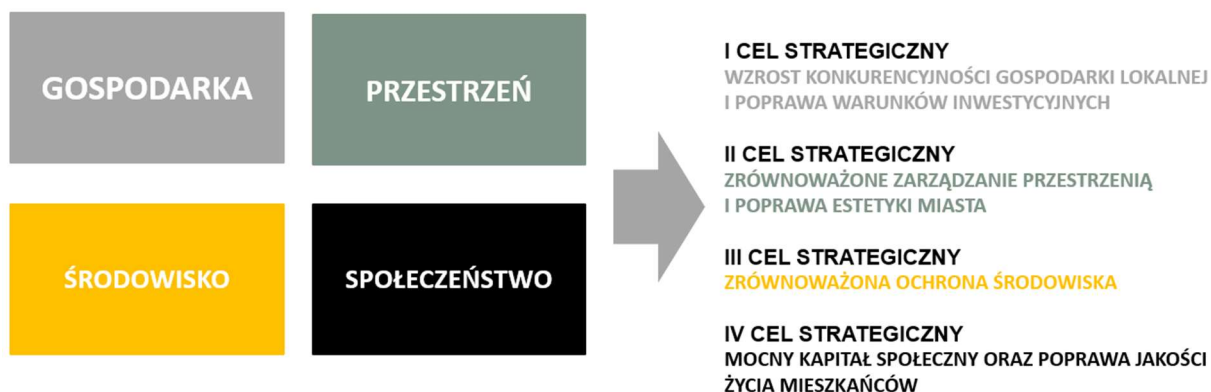 GOSPODARKA
PRZESTRZEŃ
ŚRODOWISKO
SPOŁECZEŃSTWO
I CEL STRATEGICZNY
WZROST KONKURENCYJNOŚCI GOSPODARKI LOKALNEJ
I POPRAWA WARUNKÓW INWESTYCYJNYCH
II CEL STRATEGICZNY
ZRÓWNOWAŻONE ZARZĄDZANIE PRZESTRZENIĄ
I POPRAWA ESTETYKI MIASTA
III CEL STRATEGICZNY
ZRÓWNOWAŻONA OCHRONA ŚRODOWISKA
IV CEL STRATEGICZNY
MOCNY KAPITAŁ SPOŁECZNY ORAZ POPRAWA JAKOŚCI
ŻYCIA MIESZKAŃCÓW